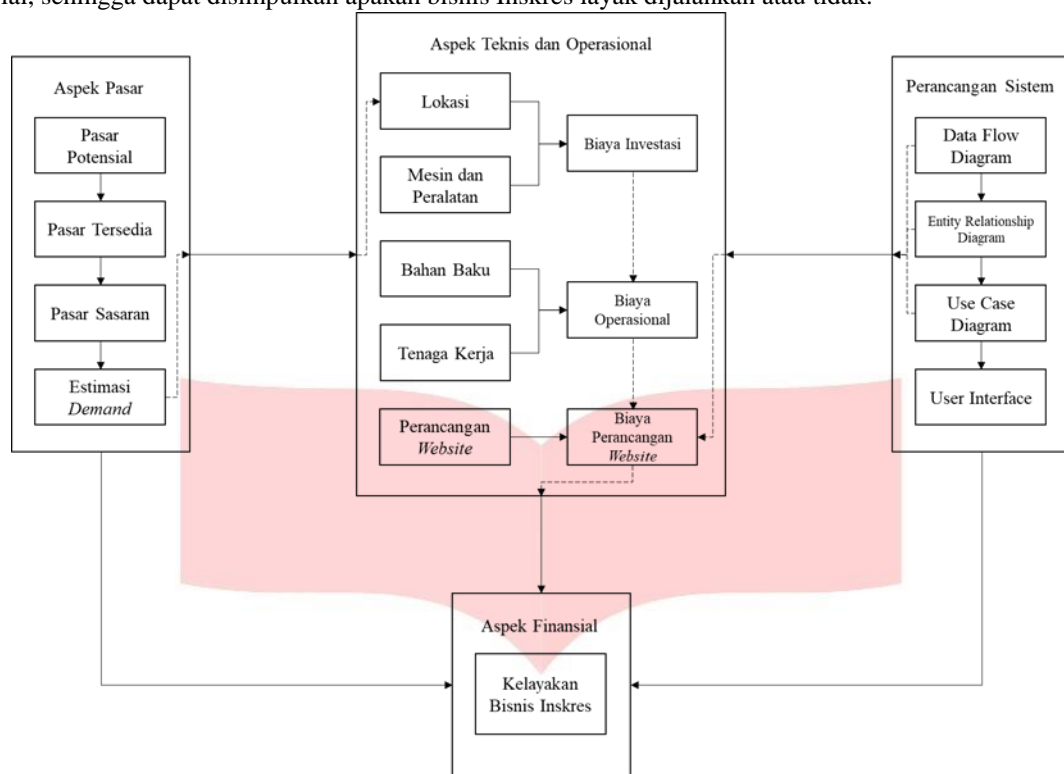 sehingga dapat disimpulkan apakah bisnis Inskres layak dijalankan atau tidak.
Aspek Pasar
Pasar
Potensial
Pasar Tersedia
Pasar Sasaran
Estimasi
Demand
Aspek Teknis dan Operasional
Lokasi
Mesin dan
Peralatan
Biaya Investasi
Bahan Baku
Tenaga Kerja
Biaya
Operasional
Perancangan
Website
Biaya
Perancangan
Website
Perancangan Sistem
Data Flow
Diagram
Entity Relationship
Diagram
Use Case
Diagram
User Interface
Aspek Finansial
Kelayakan
Bisnis Inskres